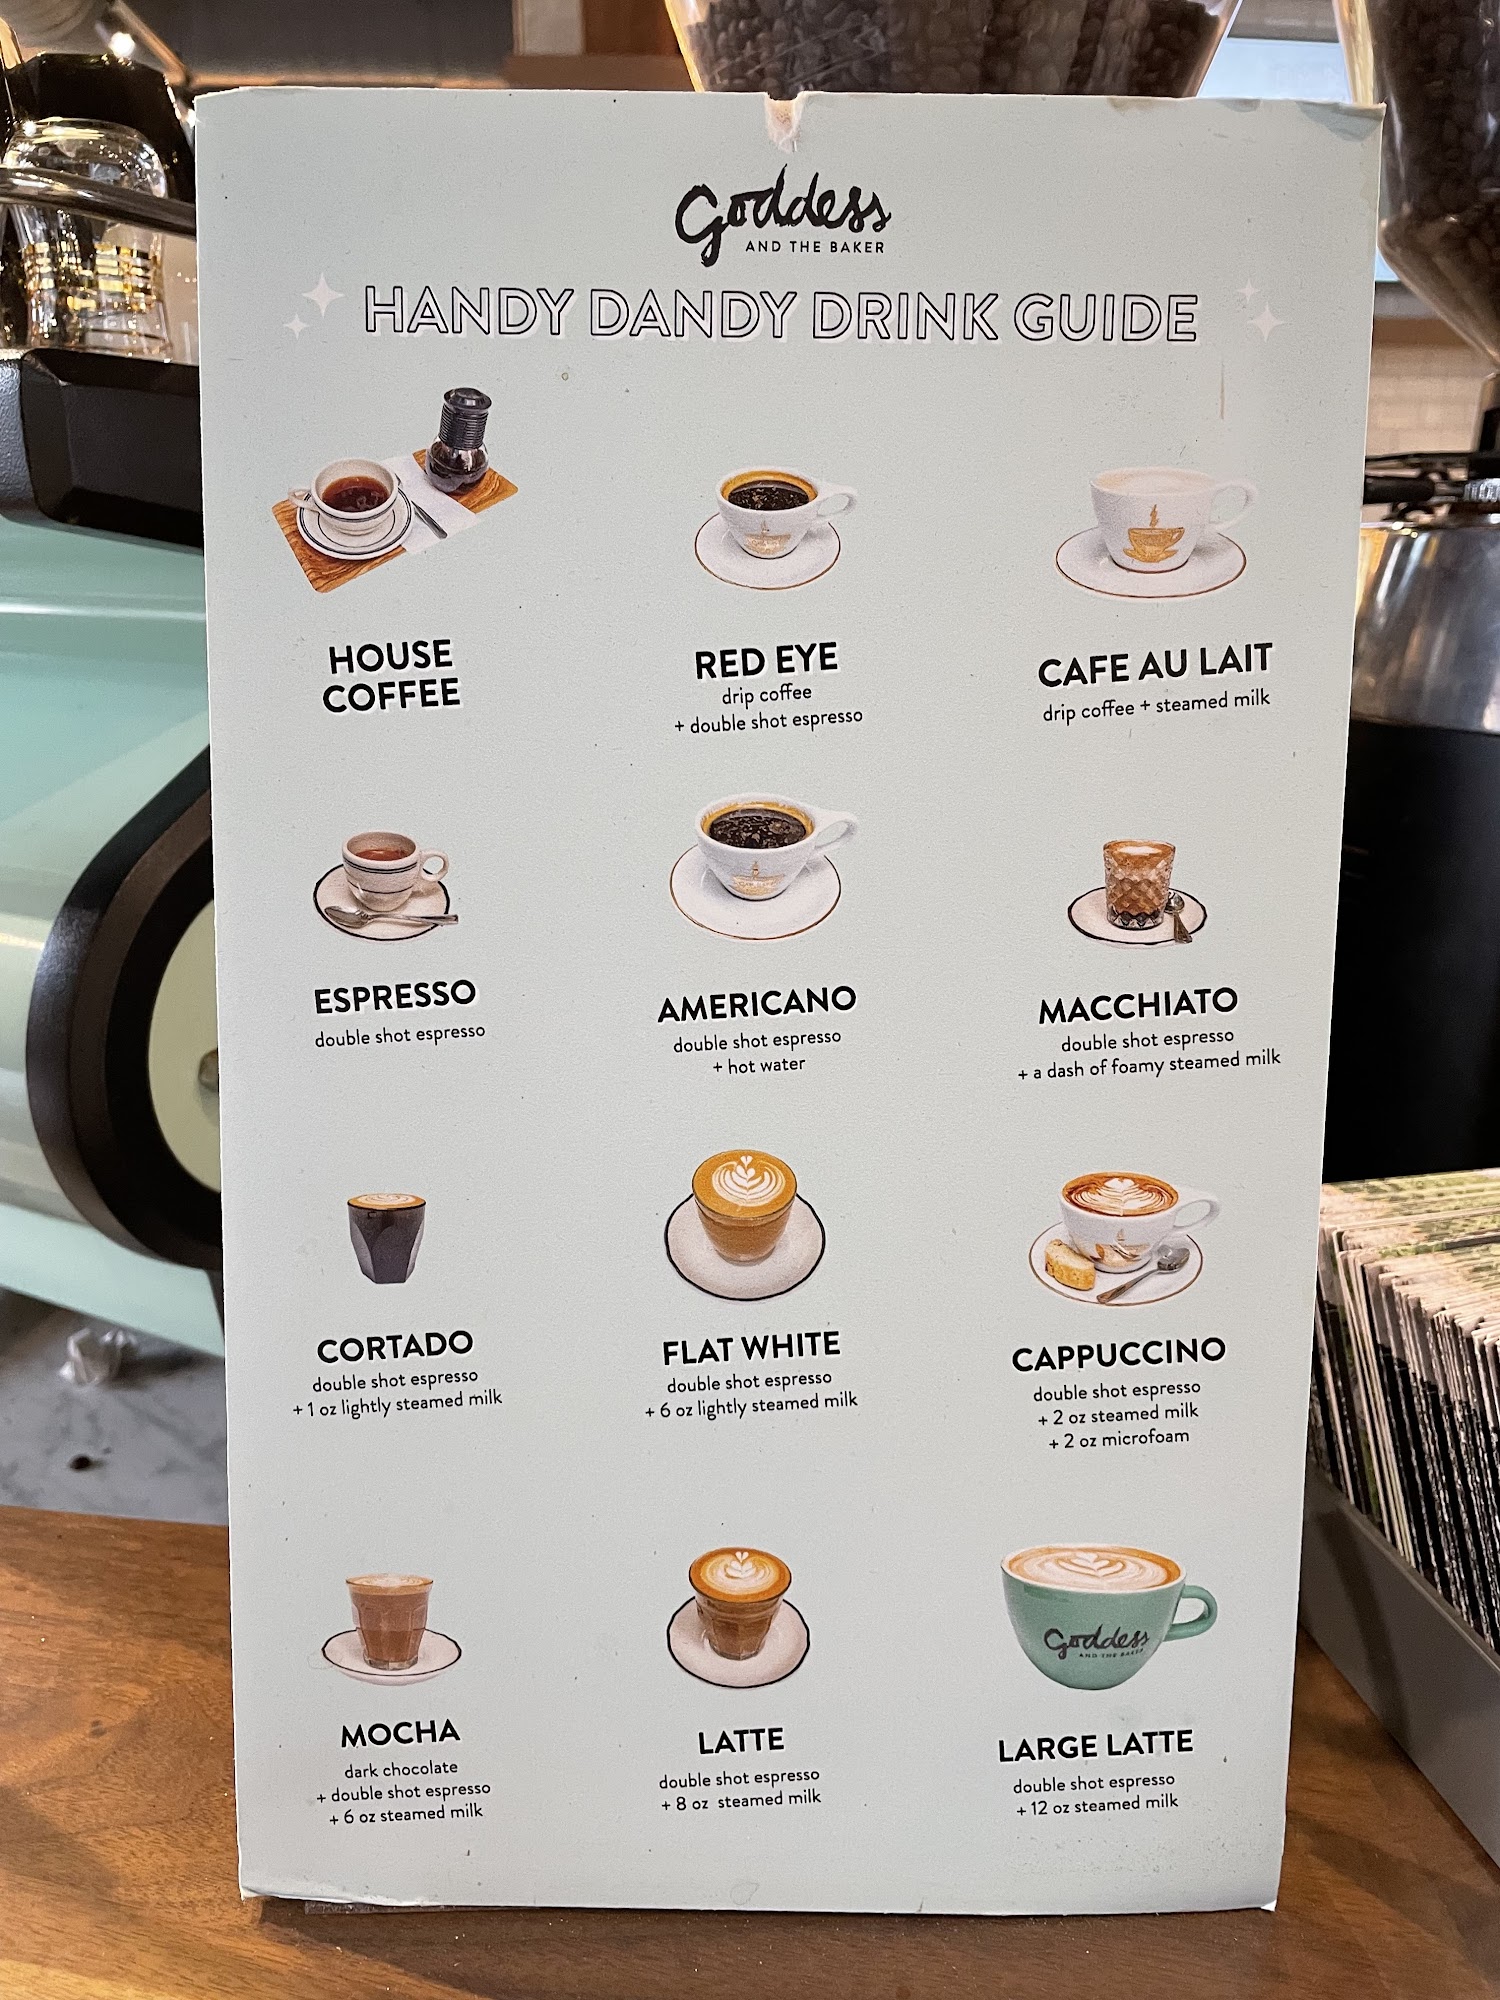 Goddess
AND THE BAKER
HANDY DANDY DRINK GUIDE
HOUSE
COFFEE
RED EYE
drip coffee
+ double shot espresso
CAFE AU LAIT
drip coffee + steamed milk
ESPRESSO
double shot espresso
AMERICANO
double shot espresso
+ hot water
MACCHIATO
double shot espresso
+ a dash of foamy steamed milk
CORTADO
double shot espresso
+ 1 oz lightly steamed milk
FLAT WHITE
double shot espresso
+ 6 oz lightly steamed milk
CAPPUCCINO
double shot espresso
+ 2 oz steamed milk
+ 2 oz microfoam
Goddess
AND THE BAKER
MOCHA
dark chocolate
+ double shot espresso
+ 6 oz steamed milk
LATTE
double shot espresso
+ 8 oz steamed milk
LARGE LATTE
double shot espresso
+ 12 oz steamed milk